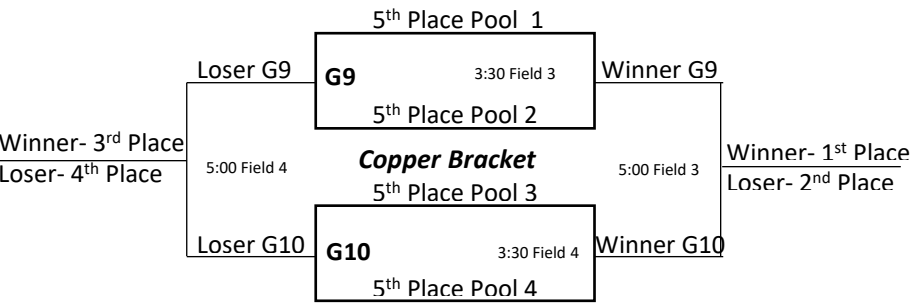 5th Place Pool 1
Loser G9
G9
3:30 Field 3
Winner G9
5th Place Pool 2
Winner- 3rd Place
Loser- 4th Place
5:00 Field 4
Copper Bracket
5:00 Field 3
Winner- 1st Place
Loser- 2nd Place
5th Place Pool 3
Loser G10
G10
3:30 Field 4
Winner G10
5th Place Pool 4